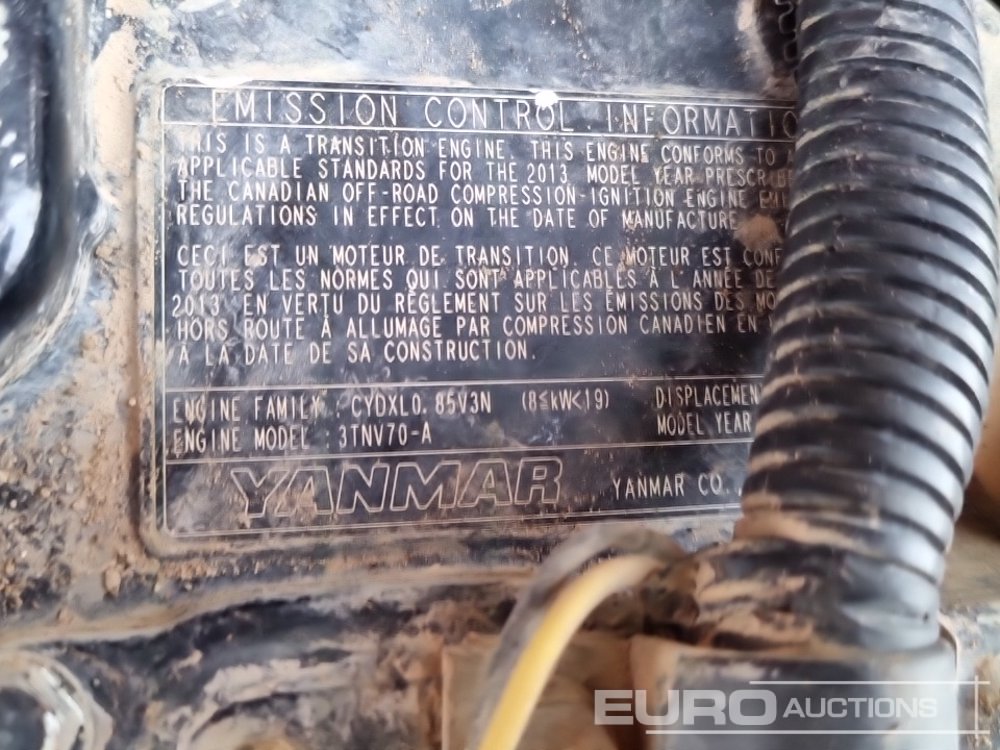 EMISSION CONTROL INFORMATIO
THIS IS A TRANSITION ENGINE. THIS ENGINE CONFORMS TO
APPLICABLE STANDARDS FOR THE 2013 MODEL YEAR PRESCRIBE
THE CANADIAN OFF-ROAD COMPRESSION-IGNITION ENGINE EMI
REGULATIONS IN EFFECT ON THE DATE OF MANUFACTURE
CECI EST UN MOTEUR DE TRANSITION. CE MOTEUR EST CONF
TOUTES LES NORMES QUI SONT APPLICABLES À L'ANNÉE DE
2013 EN VERTU DU RÈGLEMENT SUR LES ÉMISSIONS DES MO
HORS ROUTE À ALLUMAGE PAR COMPRESSION CANADIEN EN
À LA DATE DE SA CONSTRUCTION.
ENGINE FAMILY : CYDXL0.85V3N (8≦kW<19) DISPLACEMEN
ENGINE MODEL : 3TNV70-A MODEL YEAR
YANMAR YANMAR CO.,
EURO AUCTIONS